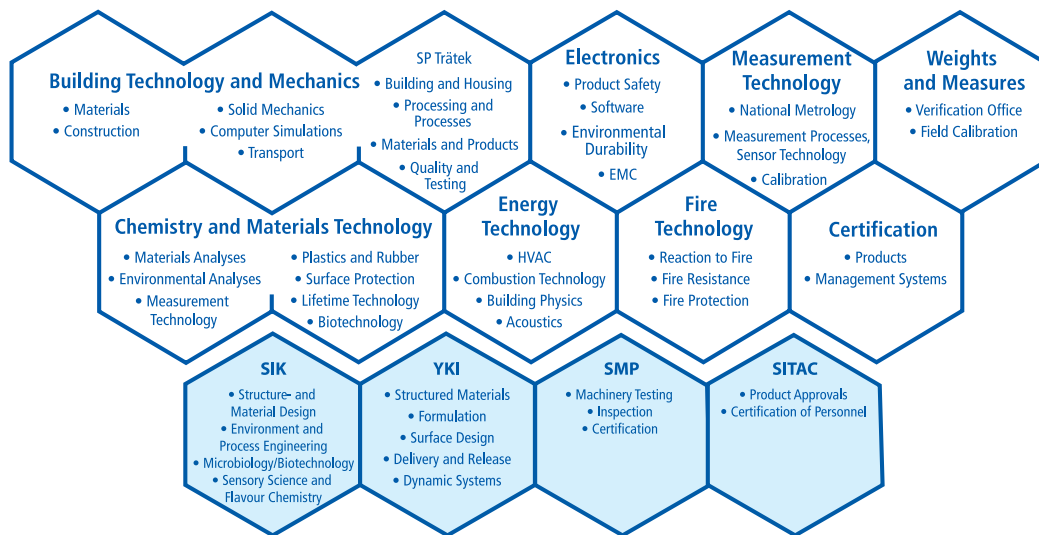 Building Technology and Mechanics
• Materials
• Construction
• Solid Mechanics
• Computer Simulations
• Transport
SP Trätek
• Building and Housing
• Processing and
Processes
• Materials and Products
• Quality and
Testing
Electronics
• Product Safety
• Software
• Environmental
Durability
• EMC
Measurement
Technology
• National Metrology
• Measurement Processes,
Sensor Technology
• Calibration
Weights
and Measures
• Verification Office
• Field Calibration
Chemistry and Materials Technology
• Materials Analyses
• Environmental Analyses
• Measurement
Technology
• Plastics and Rubber
• Surface Protection
• Lifetime Technology
• Biotechnology
Energy
Technology
• HVAC
• Combustion Technology
• Building Physics
• Acoustics
Fire
Technology
• Reaction to Fire
• Fire Resistance
• Fire Protection
Certification
• Products
• Management Systems
SIK
• Structure- and
Material Design
• Environment and
Process Engineering
• Microbiology/Biotechnology
• Sensory Science and
Flavour Chemistry
YKI
• Structured Materials
• Formulation
• Surface Design
• Delivery and Release
• Dynamic Systems
SMP
• Machinery Testing
• Inspection
• Certification
SITAC
• Product Approvals
• Certification of Personnel